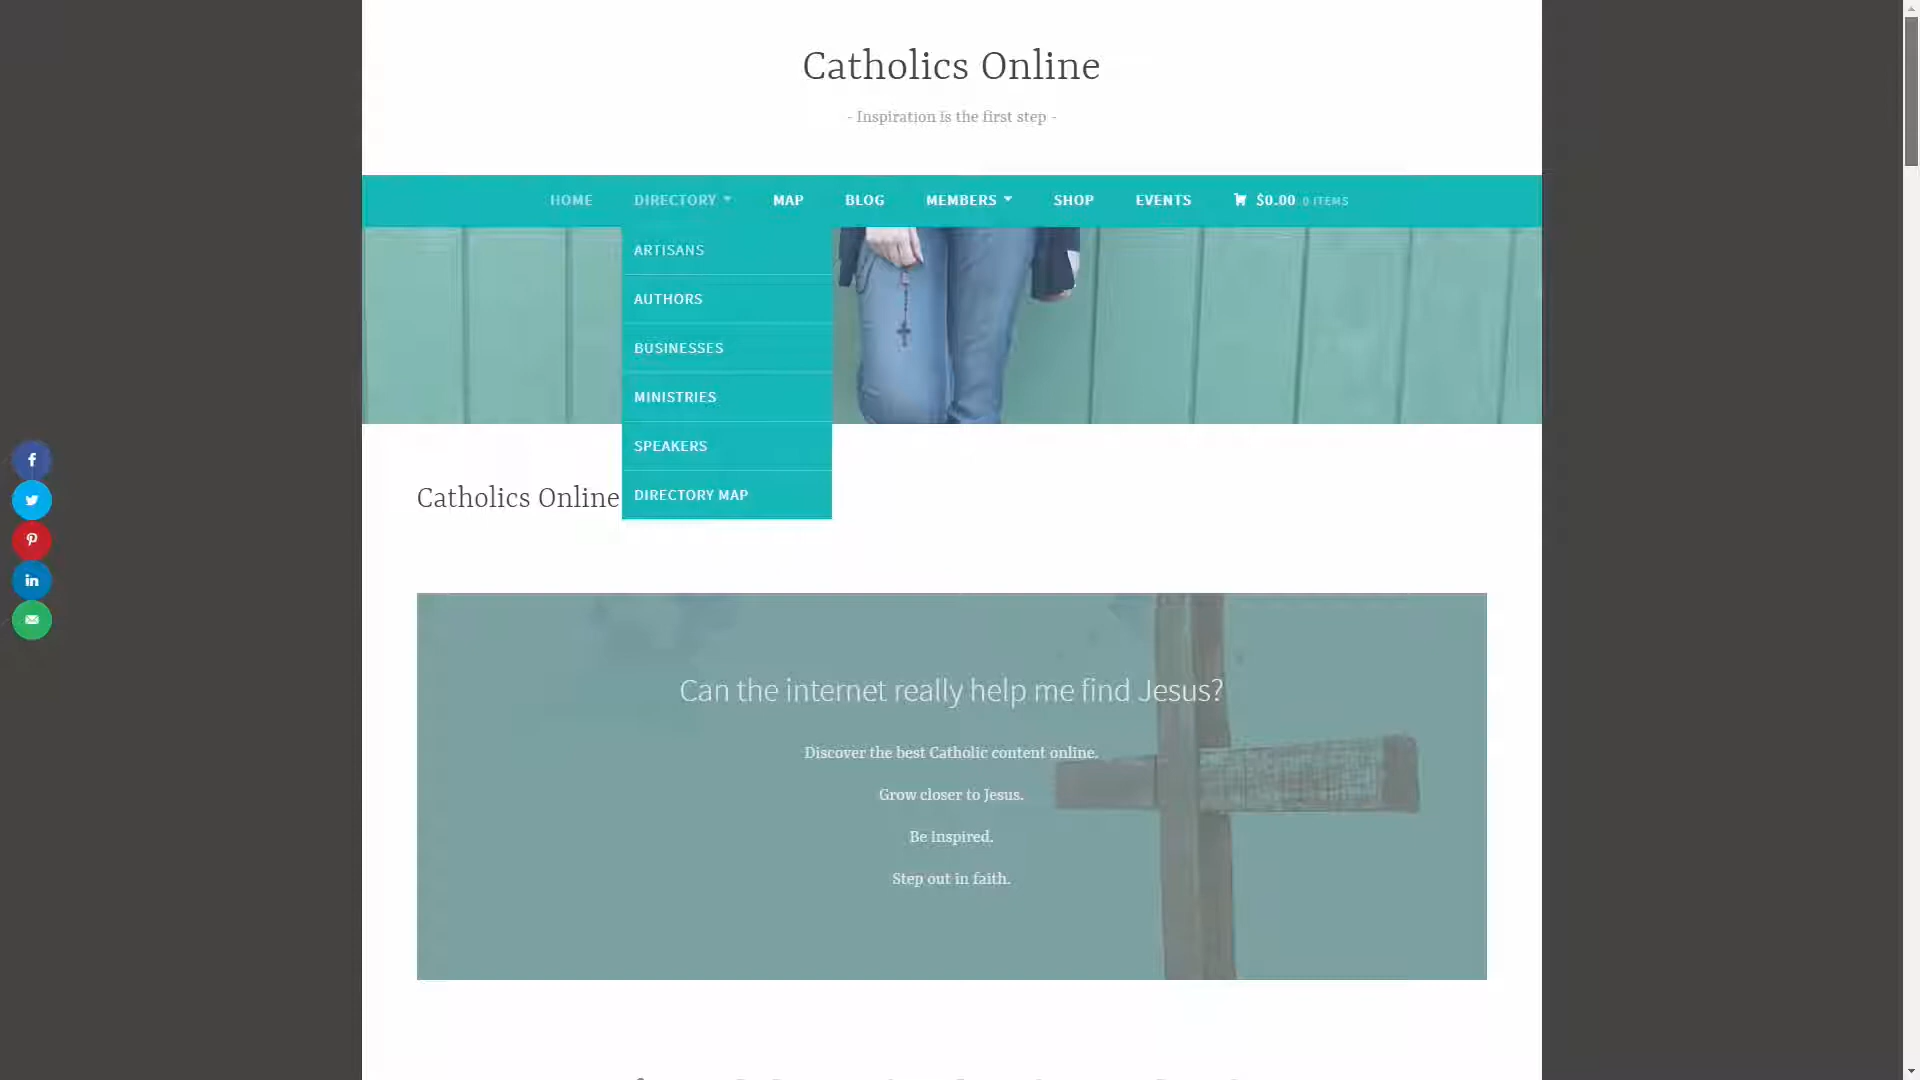 Catholics Online
- Inspiration is the first step -
HOME DIRECTORY MAP BLOG MEMBERS SHOP EVENTS $0.00 0 ITEMS
ARTISANS
AUTHORS
BUSINESSES
MINISTRIES
SPEAKERS
DIRECTORY MAP
Catholics Online
Can the internet really help me find Jesus?
Discover the best Catholic content online.
Grow closer to Jesus.
Be inspired.
Step out in faith.